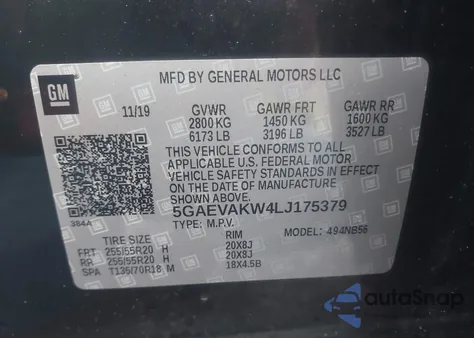 MFD BY GENERAL MOTORS LLC
GM
11/19 GVWR GAWR FRT GAWR RR
2800 KG 1450 KG 1600 KG
6173 LB 3196 LB 3527 LB
THIS VEHICLE CONFORMS TO ALL
APPLICABLE U.S. FEDERAL MOTOR
VEHICLE SAFETY STANDARDS IN EFFECT
ON THE DATE OF MANUFACTURE
384A
5GAEVAKW4LJ175379
TYPE: M.P.V. MODEL: 494NB56
TIRE SIZE RIM
FRT 255/55R20 H 20X8J
RR 255/55R20 H 20X8J
SPA T135/70R18 M 18X4.5B
autoSnap